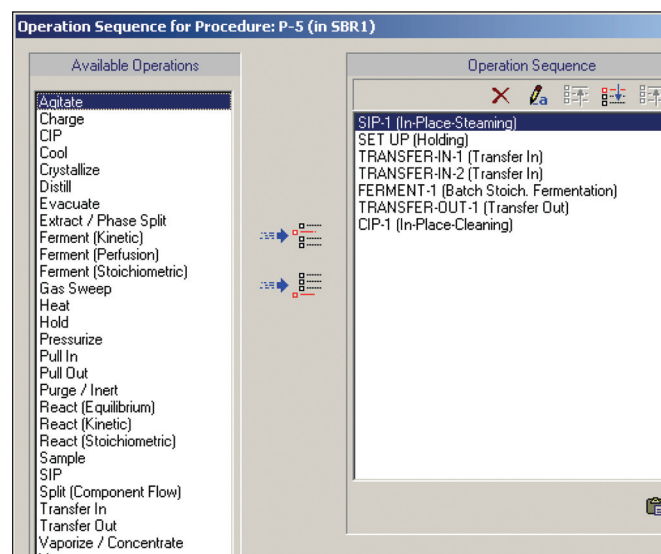 Operation Sequence for Procedure: P-5 (in SBR1)
Available Operations
Agitate
Charge
CIP
Cool
Crystallize
Distill
Evacuate
Extract / Phase Split
Ferment (Kinetic)
Ferment (Perfusion)
Ferment (Stoichiometric)
Gas Sweep
Heat
Hold
Pressurize
Pull In
Pull Out
Purge / Inert
React (Equilibrium)
React (Kinetic)
React (Stoichiometric)
Sample
SIP
Split (Component Flow)
Transfer In
Transfer Out
Vaporize / Concentrate
Operation Sequence
a
SIP-1 (In-Place-Steaming)
SET UP (Holding)
TRANSFER-IN-1 (Transfer In)
TRANSFER-IN-2 (Transfer In)
FERMENT-1 (Batch Stoich. Fermentation)
TRANSFER-OUT-1 (Transfer Out)
CIP-1 (In-Place-Cleaning)